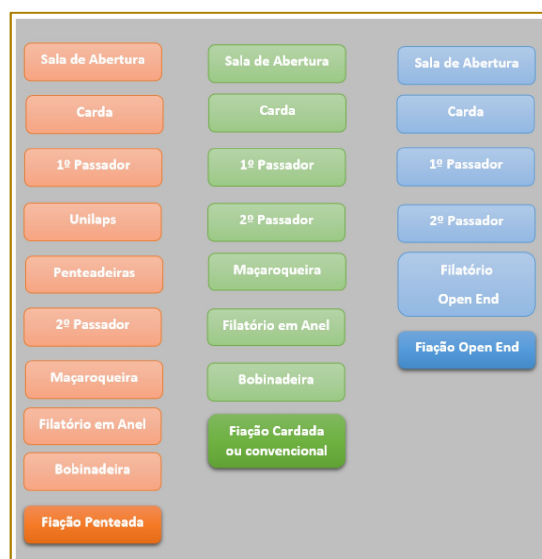 Sala de Abertura
Carda
1º Passador
Unilaps
Penteadeiras
2º Passador
Maçaroqueira
Filatório em Anel
Bobinadeira
Fiação Penteada
Sala de Abertura
Carda
1º Passador
2º Passador
Maçaroqueira
Filatório em Anel
Bobinadeira
Fiação Cardada
ou convencional
Sala de Abertura
Carda
1º Passador
2º Passador
Filatório
Open End
Fiação Open End